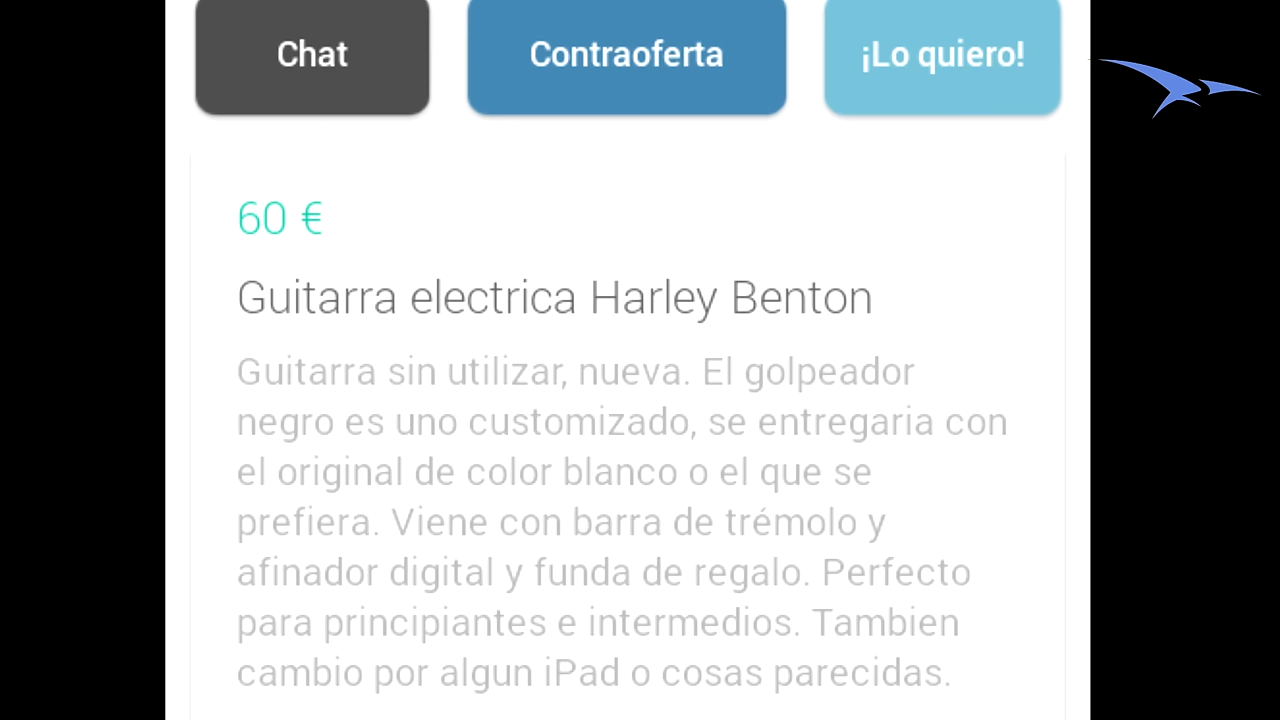 Chat
Contraoferta
¡Lo quiero!
60 €
Guitarra electrica Harley Benton
Guitarra sin utilizar, nueva. El golpeador
negro es uno customizado, se entregaria con
el original de color blanco o el que se
prefiera. Viene con barra de trémolo y
afinador digital y funda de regalo. Perfecto
para principiantes e intermedios. Tambien
cambio por algun iPad o cosas parecidas.